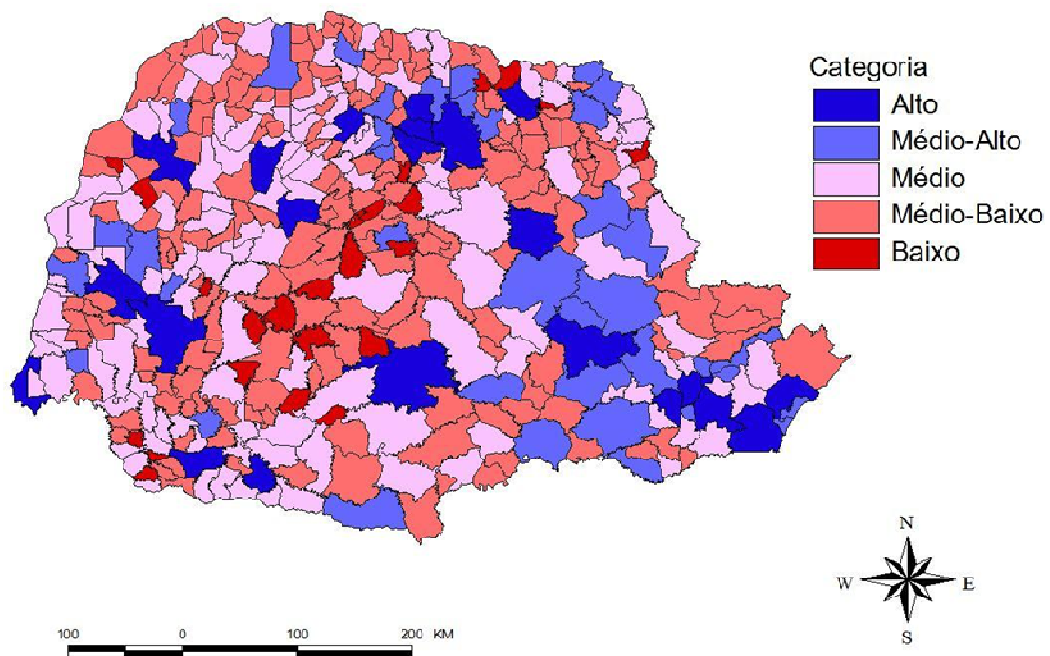 Categoria
Alto
Médio-Alto
Médio
Médio-Baixo
Baixo
N
W E
S
100 0 100 200 KM